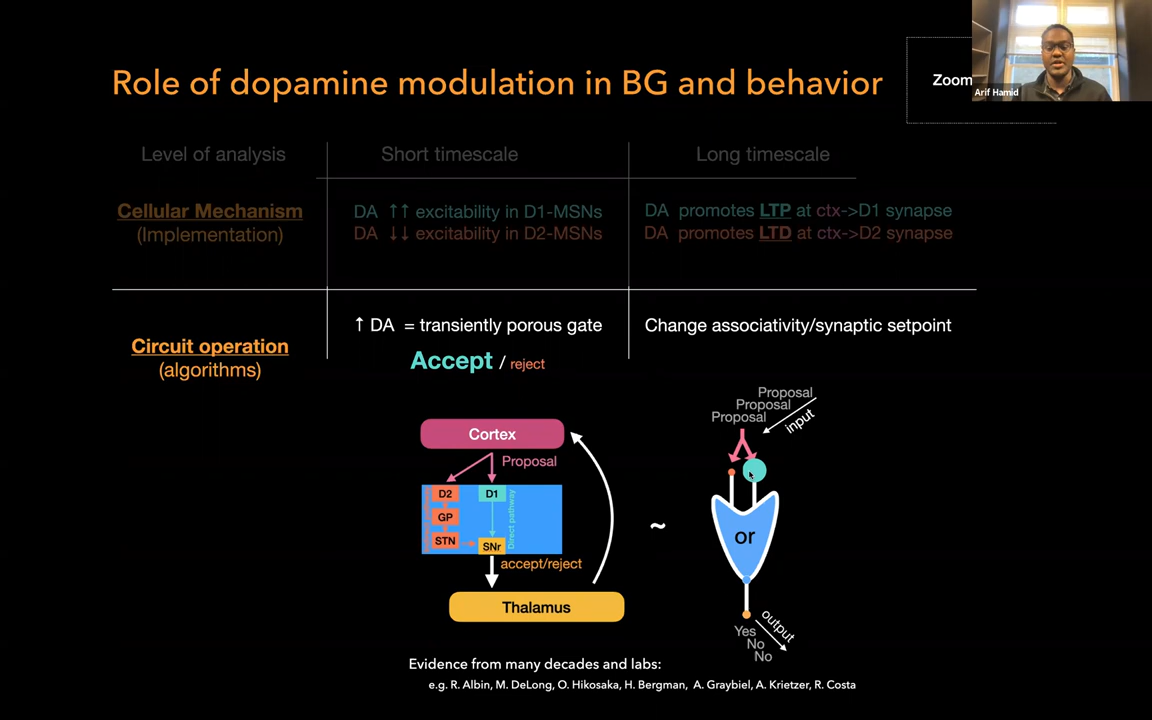 Role of dopamine modulation in BG and behavior
Zoom
Arif Hamid
Level of analysis
Short timescale
Long timescale
Cellular Mechanism
(Implementation)
DA ↑↑ excitability in D1-MSNs
DA ↓↓ excitability in D2-MSNs
DA promotes LTP at ctx->D1 synapse
DA promotes LTD at ctx->D2 synapse
Circuit operation
(algorithms)
↑ DA = transiently porous gate
Accept / reject
Change associativity/synaptic setpoint
Cortex
Proposal
D2
D1
GP
STN
SNr
Direct pathway
accept/reject
Thalamus
~
Proposal
Proposal
Proposal
input
or
output
Yes
No
No
Evidence from many decades and labs:
e.g. R. Albin, M. DeLong, O. Hikosaka, H. Bergman, A. Graybiel, A. Krietzer, R. Costa